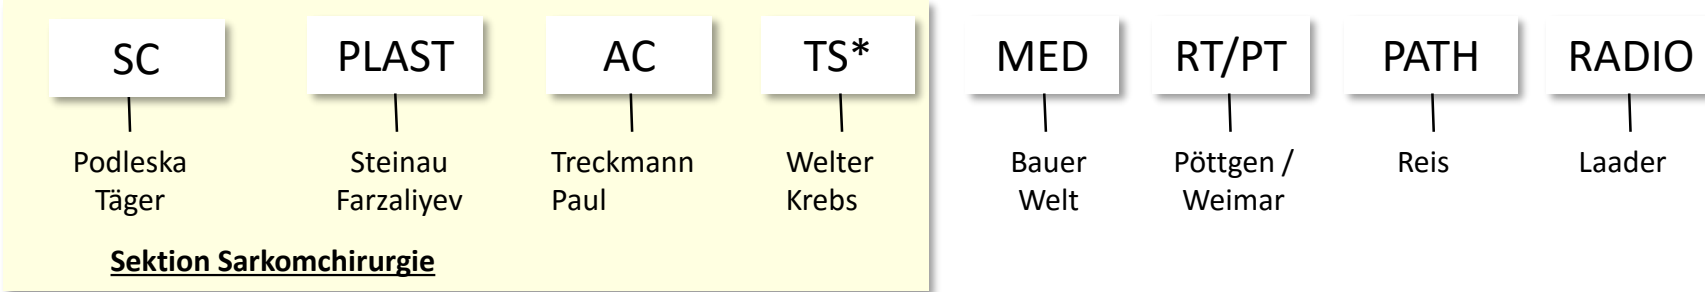 SC PLAST AC TS* MED RT/PT PATH RADIO
Podleska Steinau Treckmann Welter Bauer Pöttgen / Reis Laader
Täger Farzaliyev Paul Krebs Welt Weimar
Sektion Sarkomchirurgie